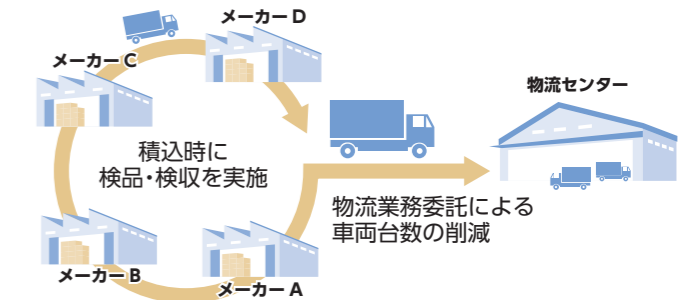 メーカー D
メーカー C
物流センター
積込時に
検品・検収を実施
物流業務委託による
車両台数の削減
メーカー B
メーカー A